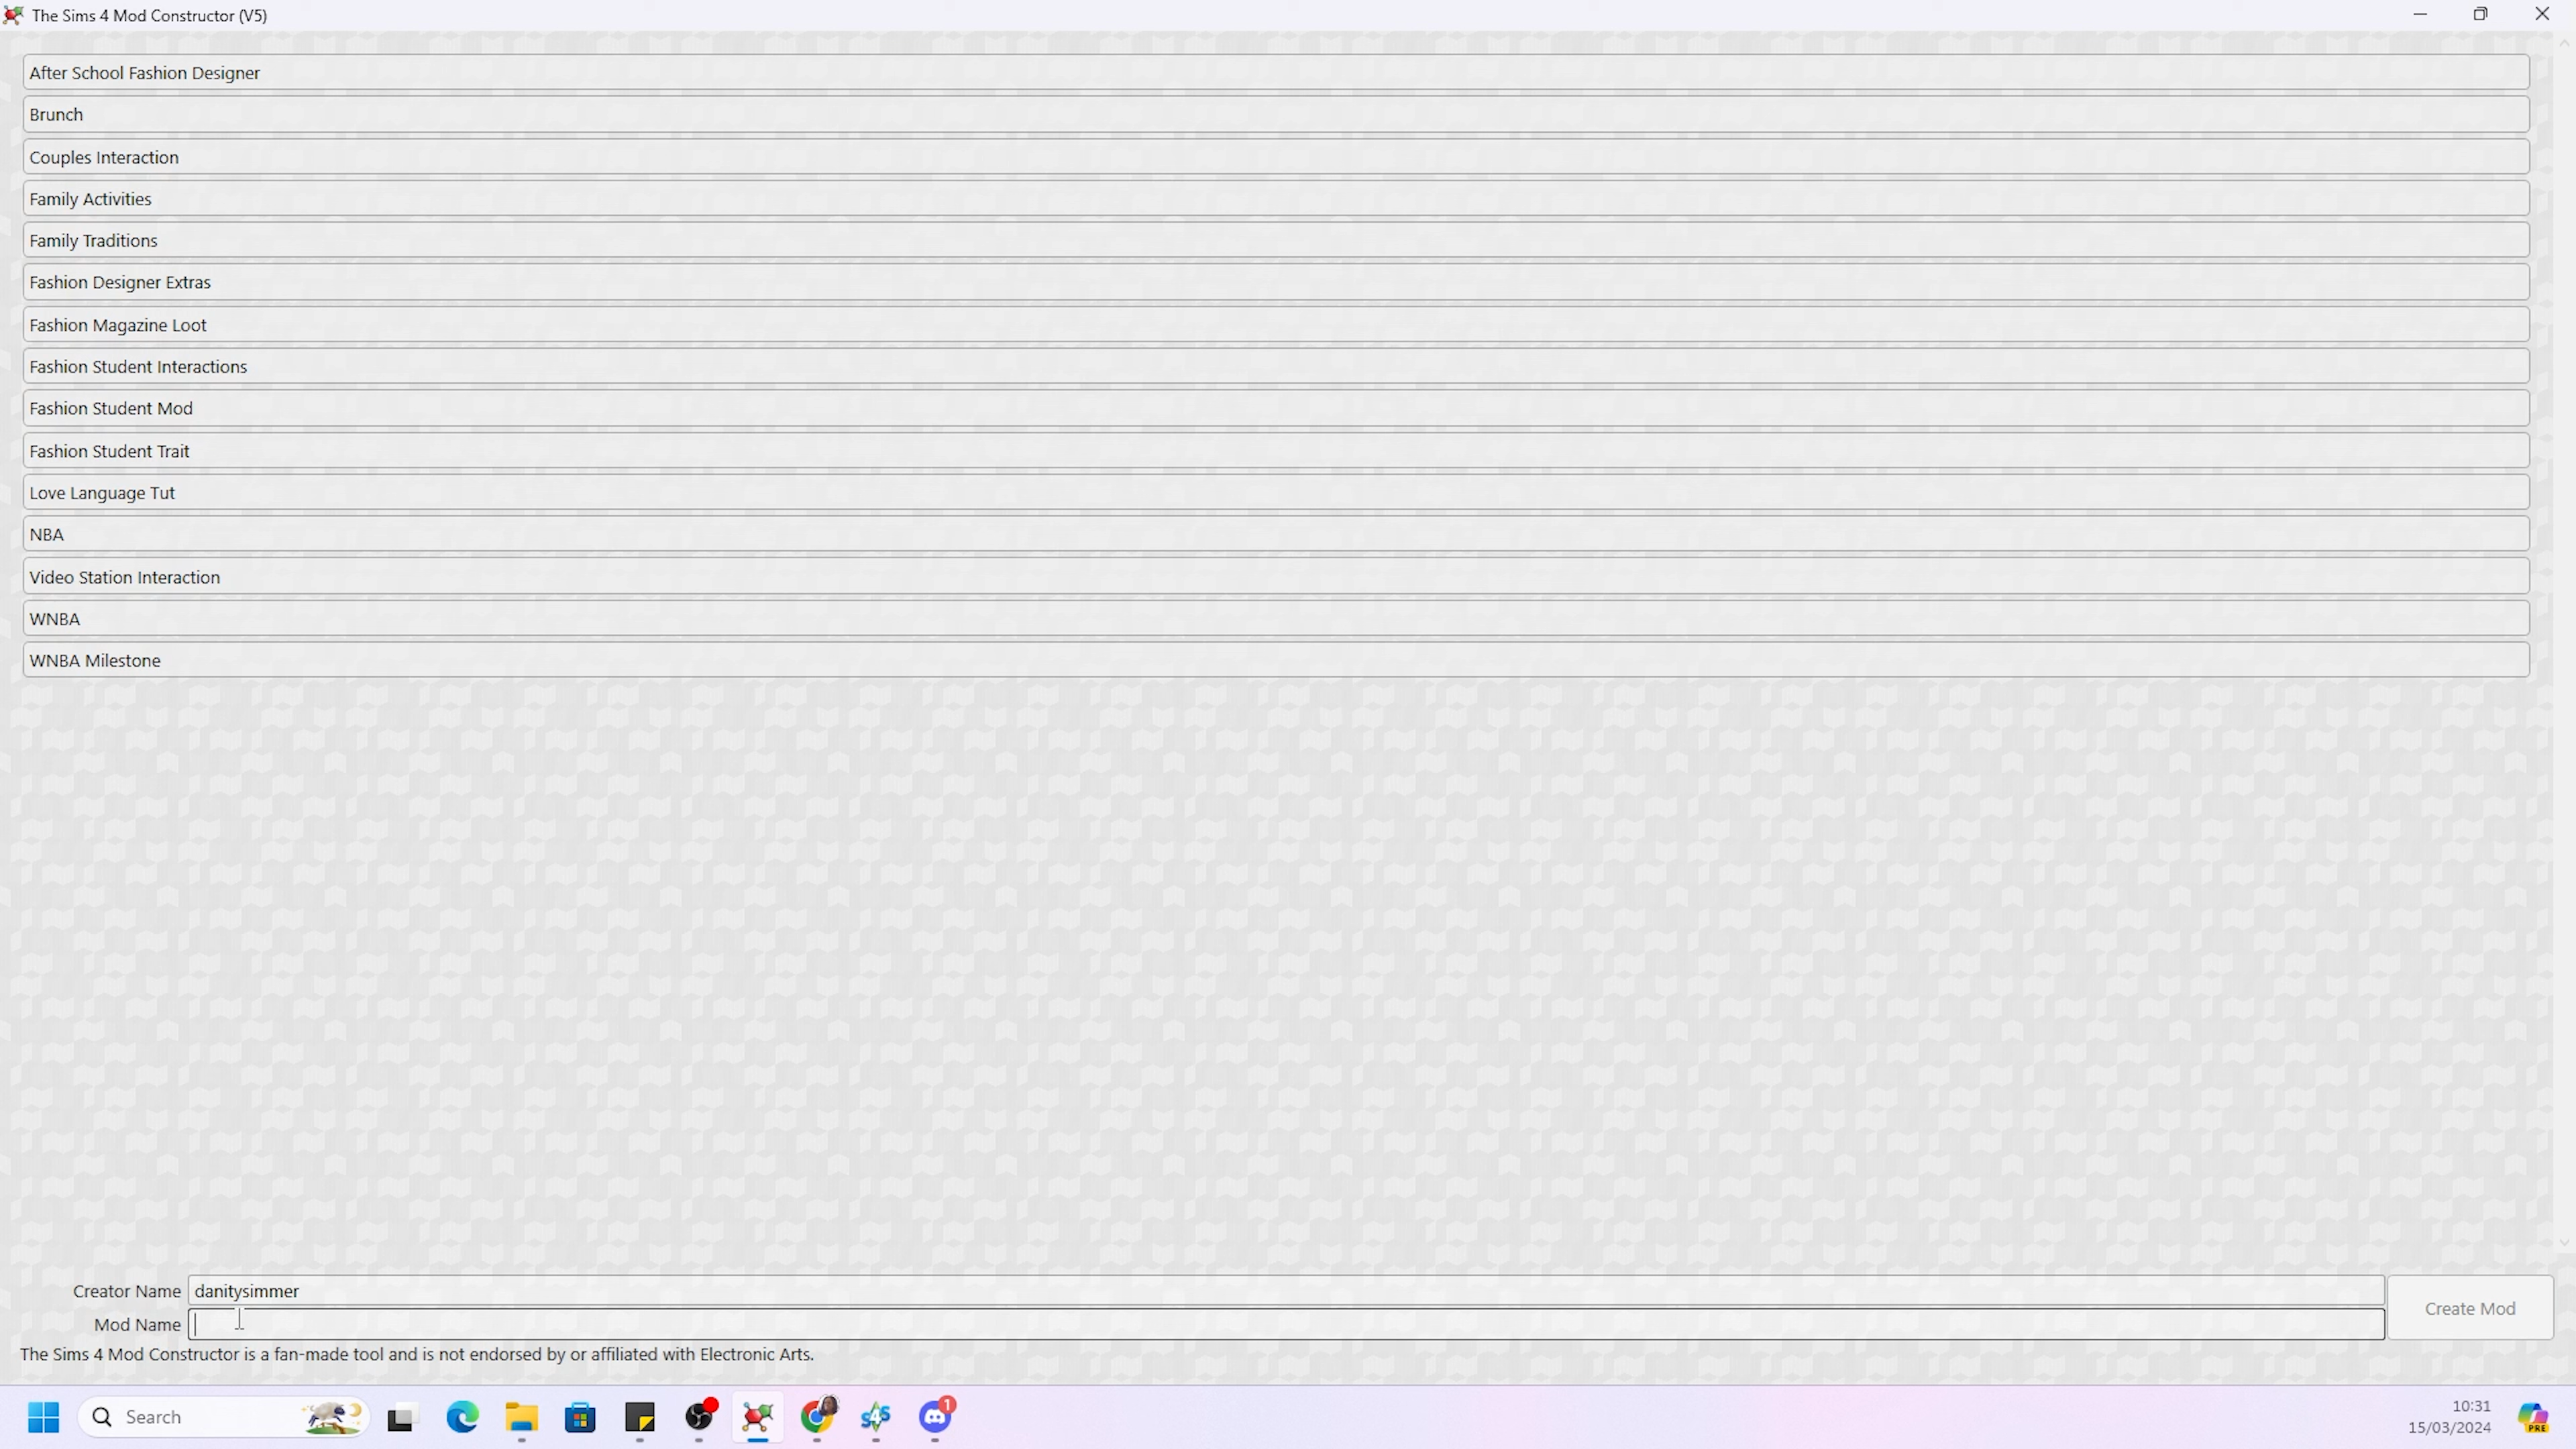 The Sims 4 Mod Constructor (V5)
After School Fashion Designer
Brunch
Couples Interaction
Family Activities
Family Traditions
Fashion Designer Extras
Fashion Magazine Loot
Fashion Student Interactions
Fashion Student Mod
Fashion Student Trait
Love Language Tut
NBA
Video Station Interaction
WNBA
WNBA Milestone
Creator Name danitysimmer
Mod Name
Create Mod
The Sims 4 Mod Constructor is a fan-made tool and is not endorsed by or affiliated with Electronic Arts.
Search
S4S
1
10:31
15/03/2024
PRE